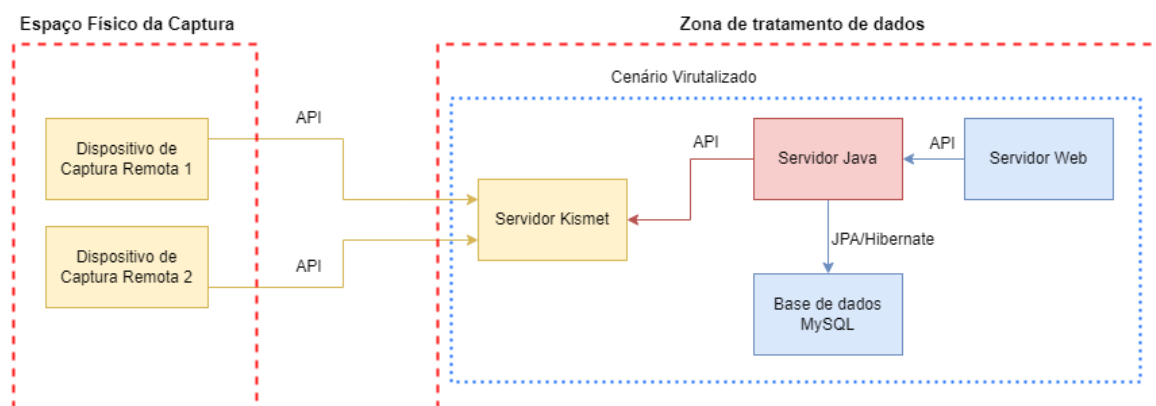 Espaço Físico da Captura
Zona de tratamento de dados
Cenário Virutalizado
API
Dispositivo de
Captura Remota 1
Dispositivo de
Captura Remota 2
API
Servidor Kismet
API
Servidor Java
API
Servidor Web
JPA/Hibernate
Base de dados
MySQL